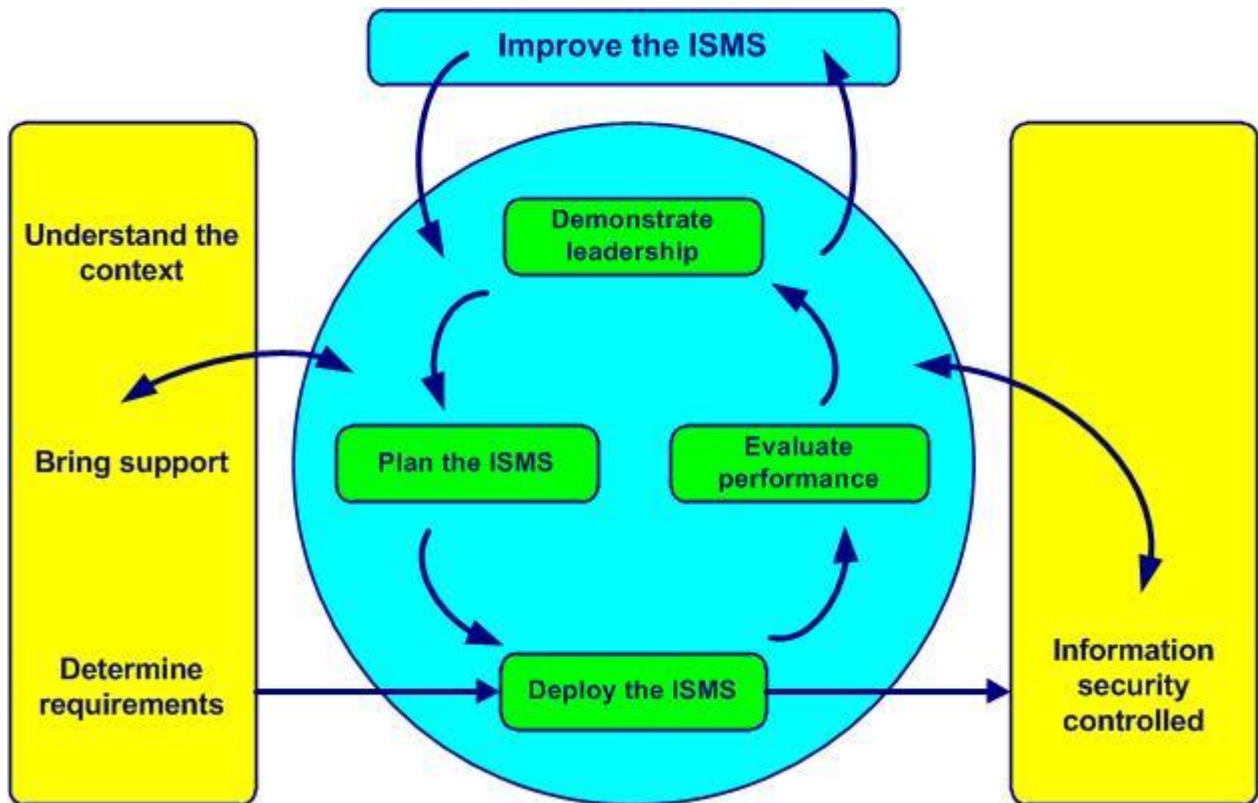 Improve the ISMS
Understand the
context
Bring support
Determine
requirements
Demonstrate
leadership
Plan the ISMS
Evaluate
performance
Deploy the ISMS
Information
security
controlled